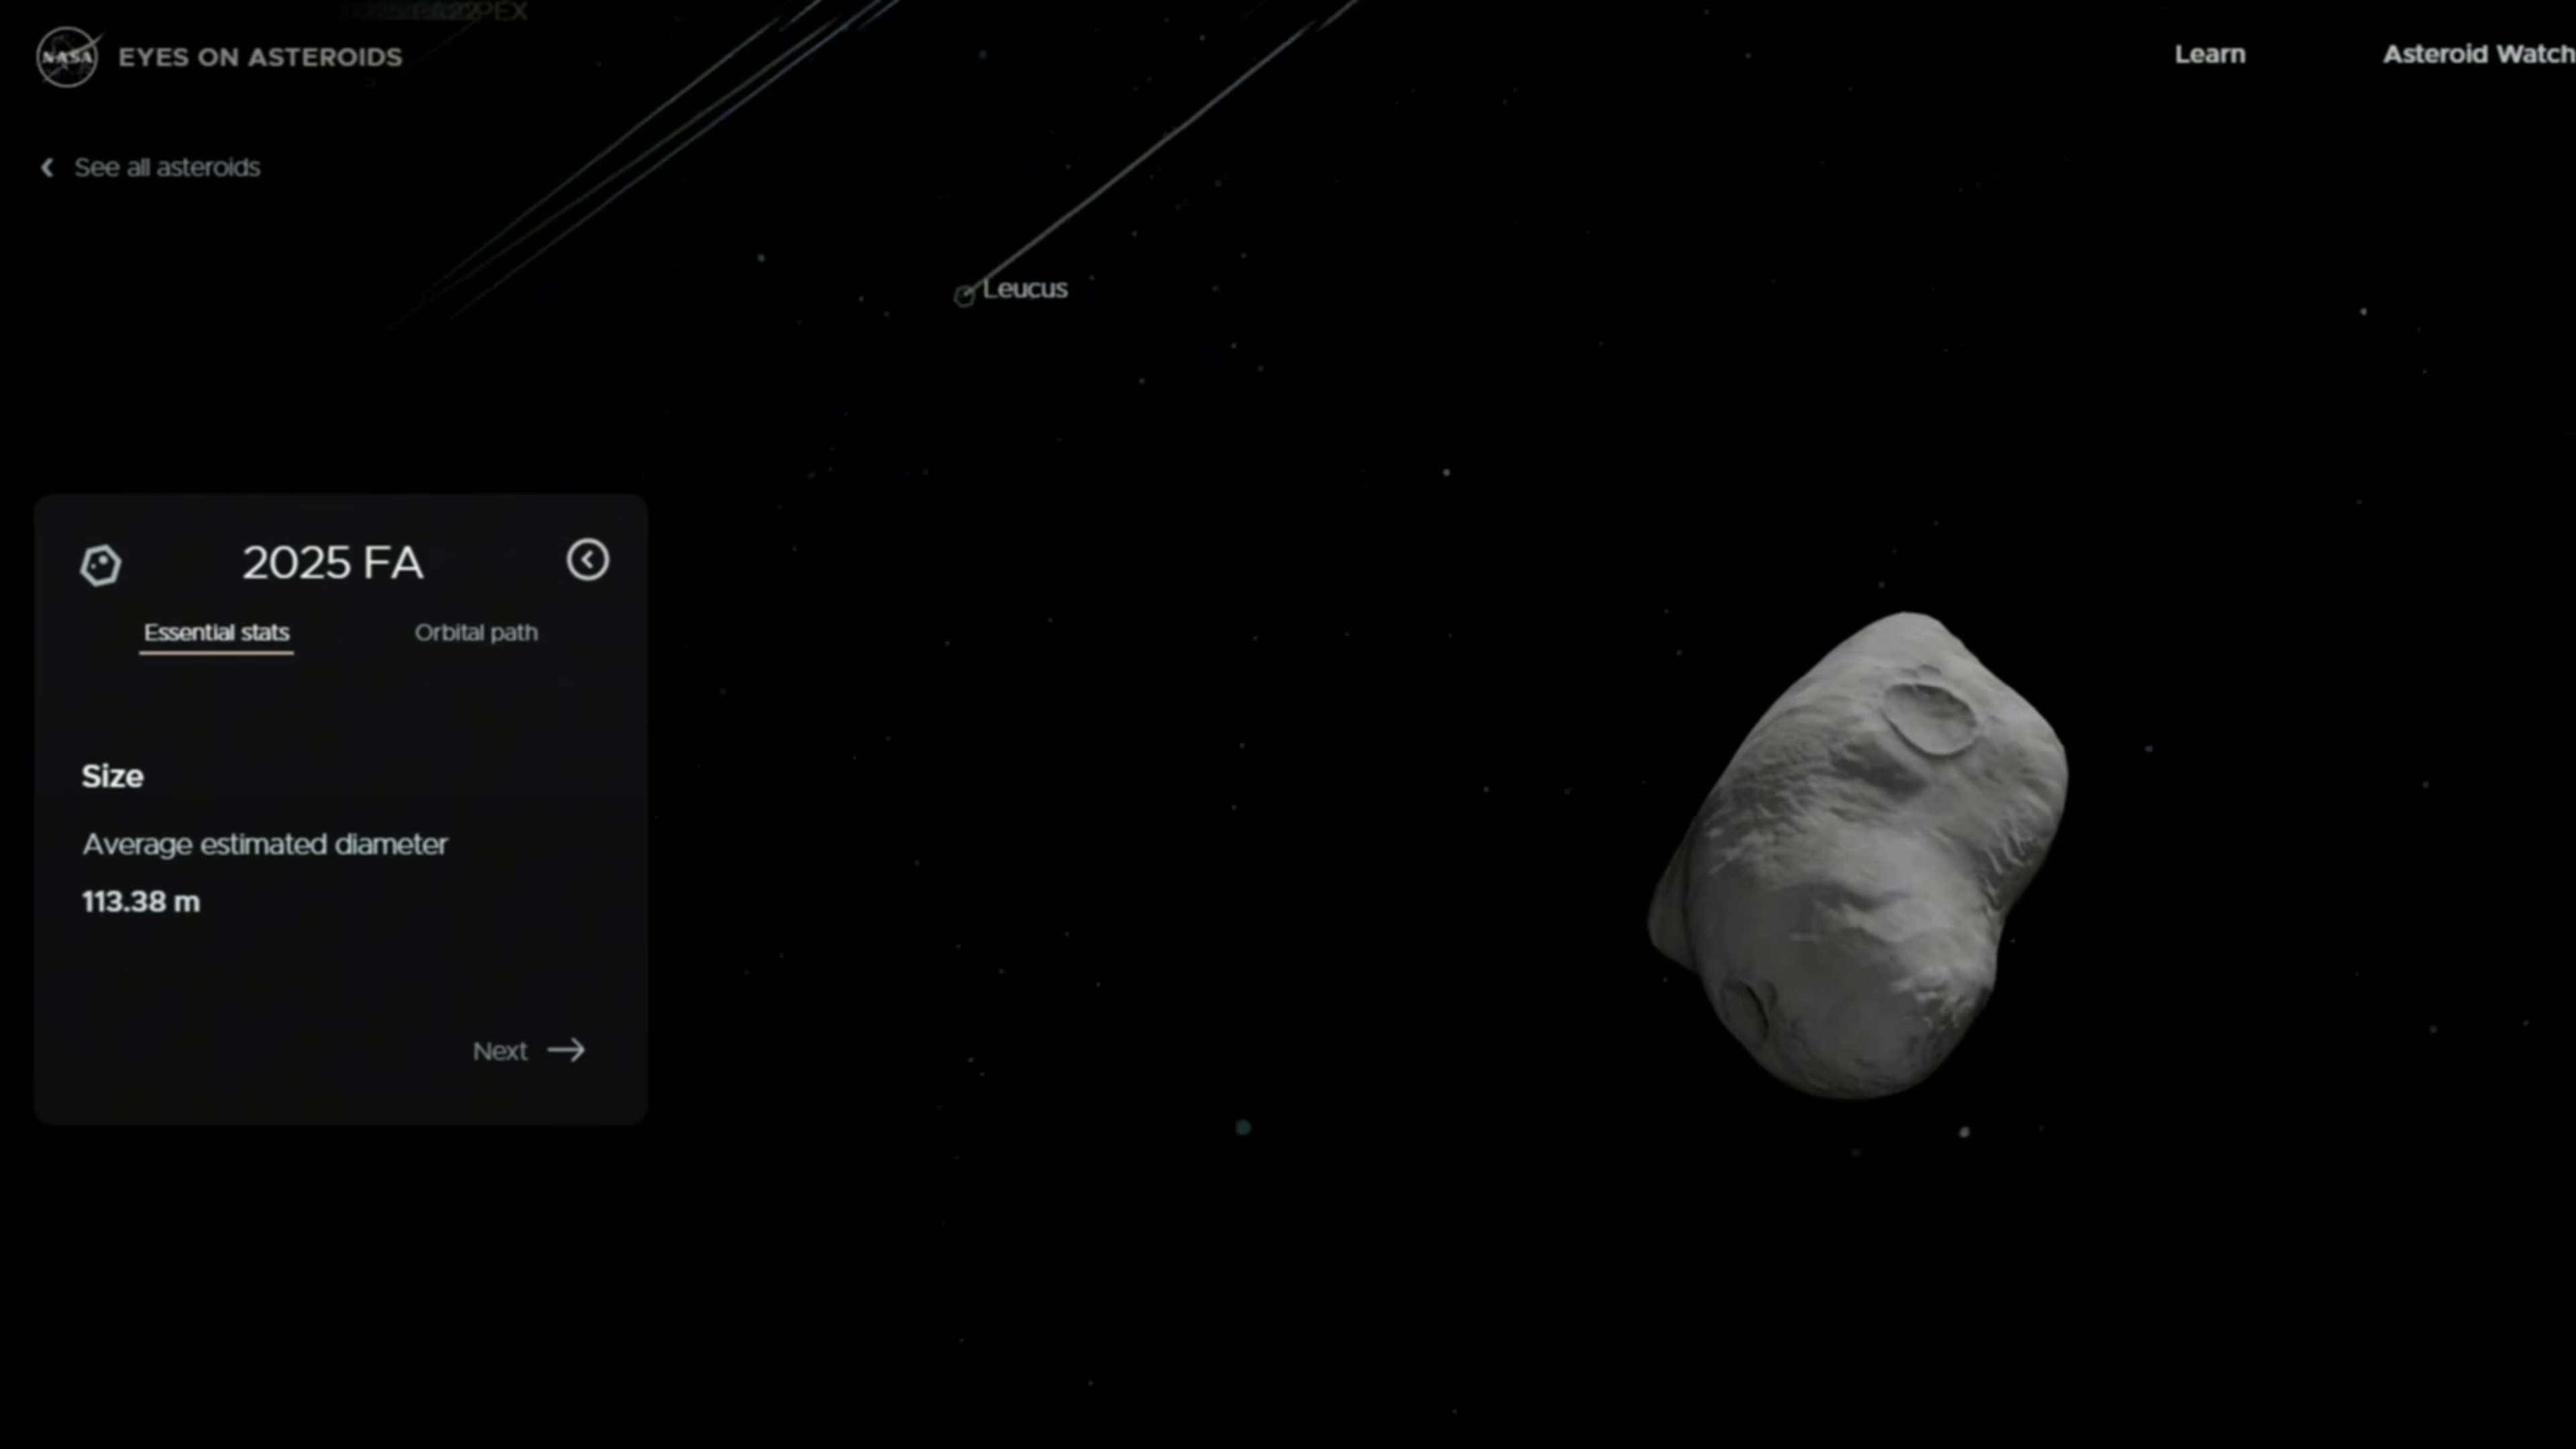 NASA
EYES ON ASTEROIDS
Learn
Asteroid Watch
See all asteroids
Leucus
2025 FA
Essential stats
Orbital path
Size
Average estimated diameter
113.38 m
Next